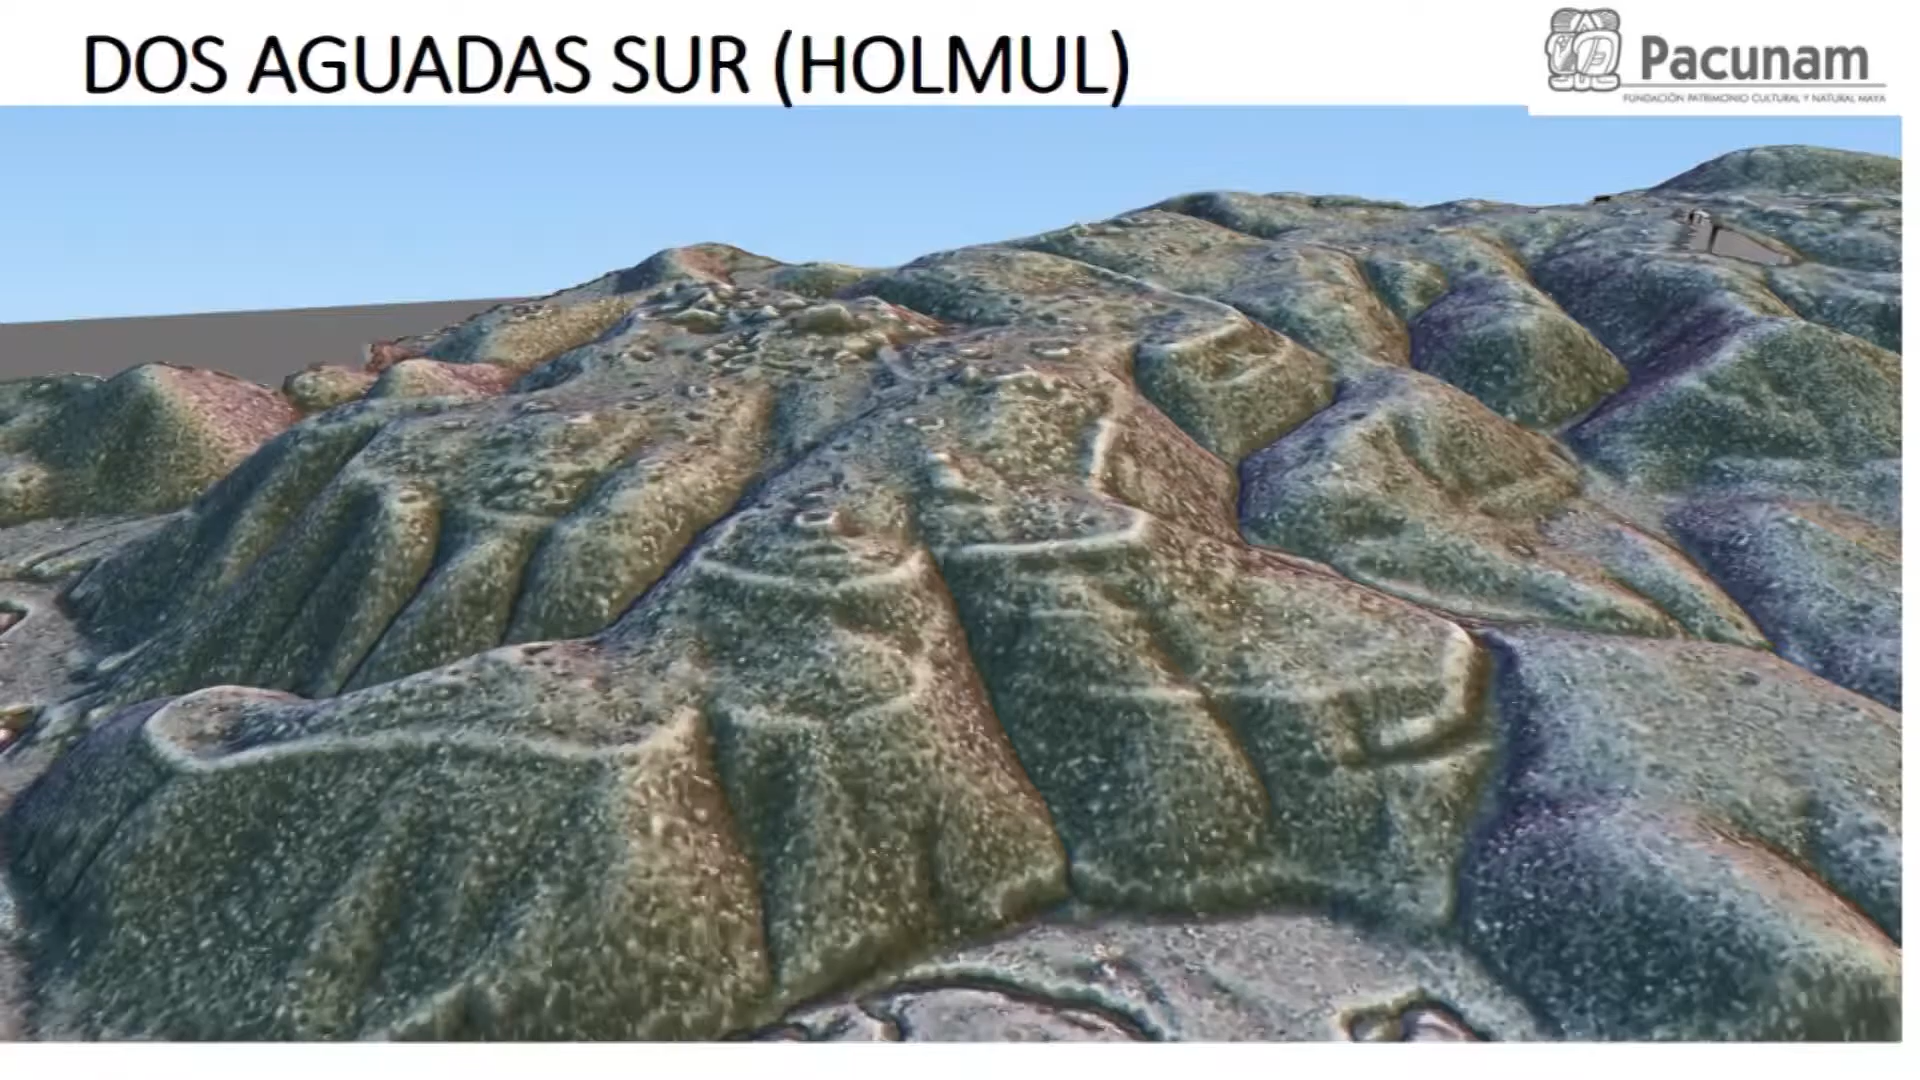 DOS AGUADAS SUR (HOLMUL)
Pacunam
FUNDACIÓN PATRIMONIO CULTURAL Y NATURAL MAYA